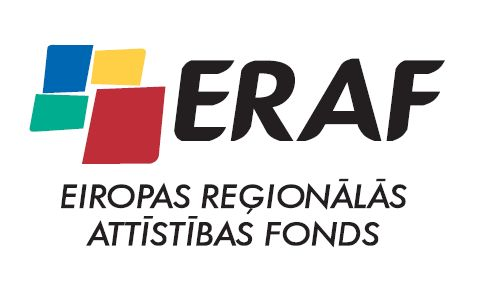 ERAF
EIROPAS REĢIONĀLĀS
ATTĪSTĪBAS FONDS